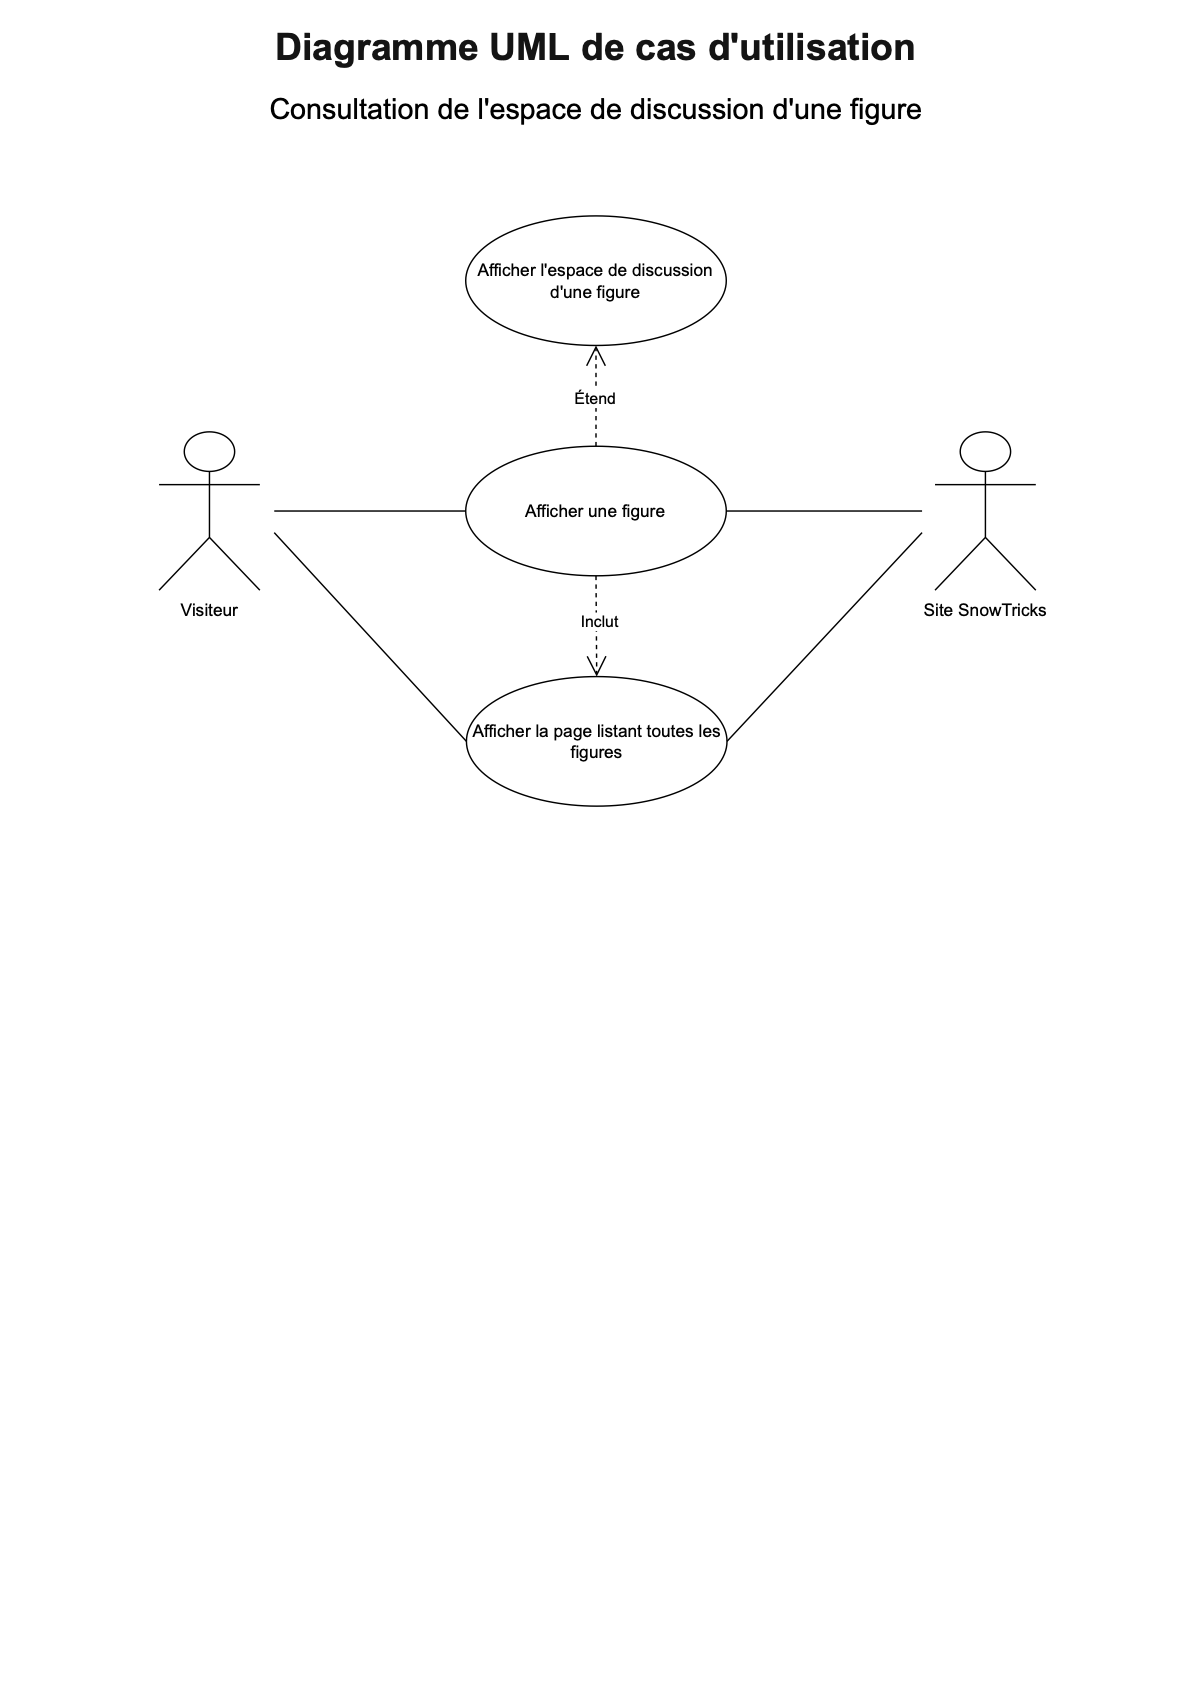 Diagramme UML de cas d'utilisation
Consultation de l'espace de discussion d'une figure
Afficher l'espace de discussion
d'une figure
Étend
Afficher une figure
Visiteur
Site SnowTricks
Inclut
Afficher la page listant toutes les
figures